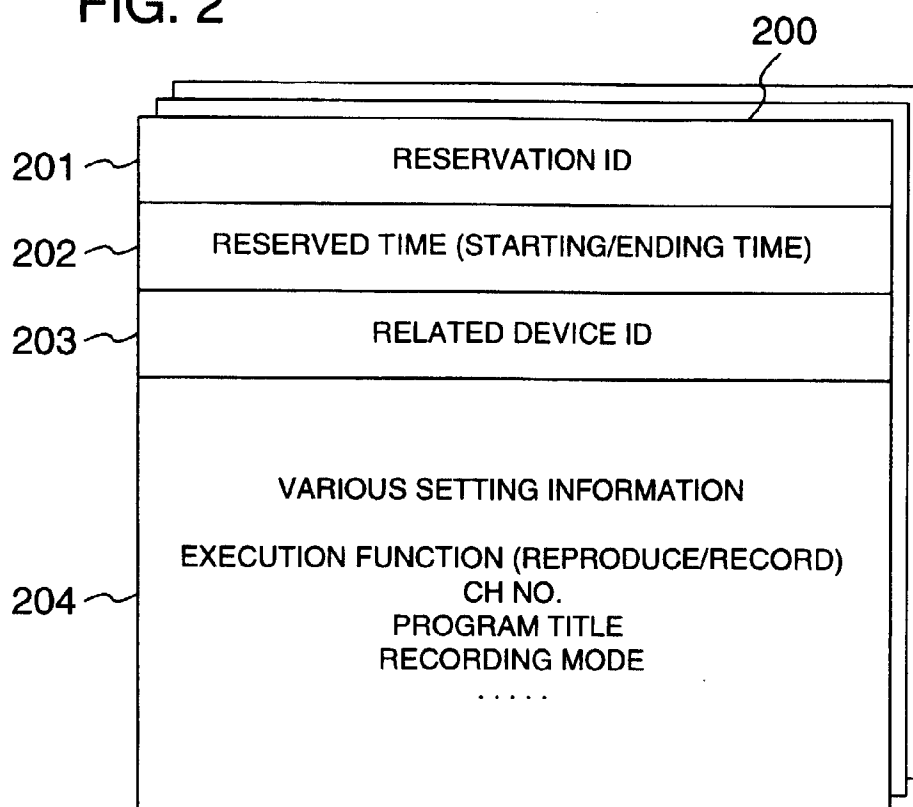 FIG. 2
200
201
RESERVATION ID
202
RESERVED TIME (STARTING/ENDING TIME)
203
RELATED DEVICE ID
VARIOUS SETTING INFORMATION
EXECUTION FUNCTION (REPRODUCE/RECORD)
204
CH NO.
PROGRAM TITLE
RECORDING MODE
. . . . .